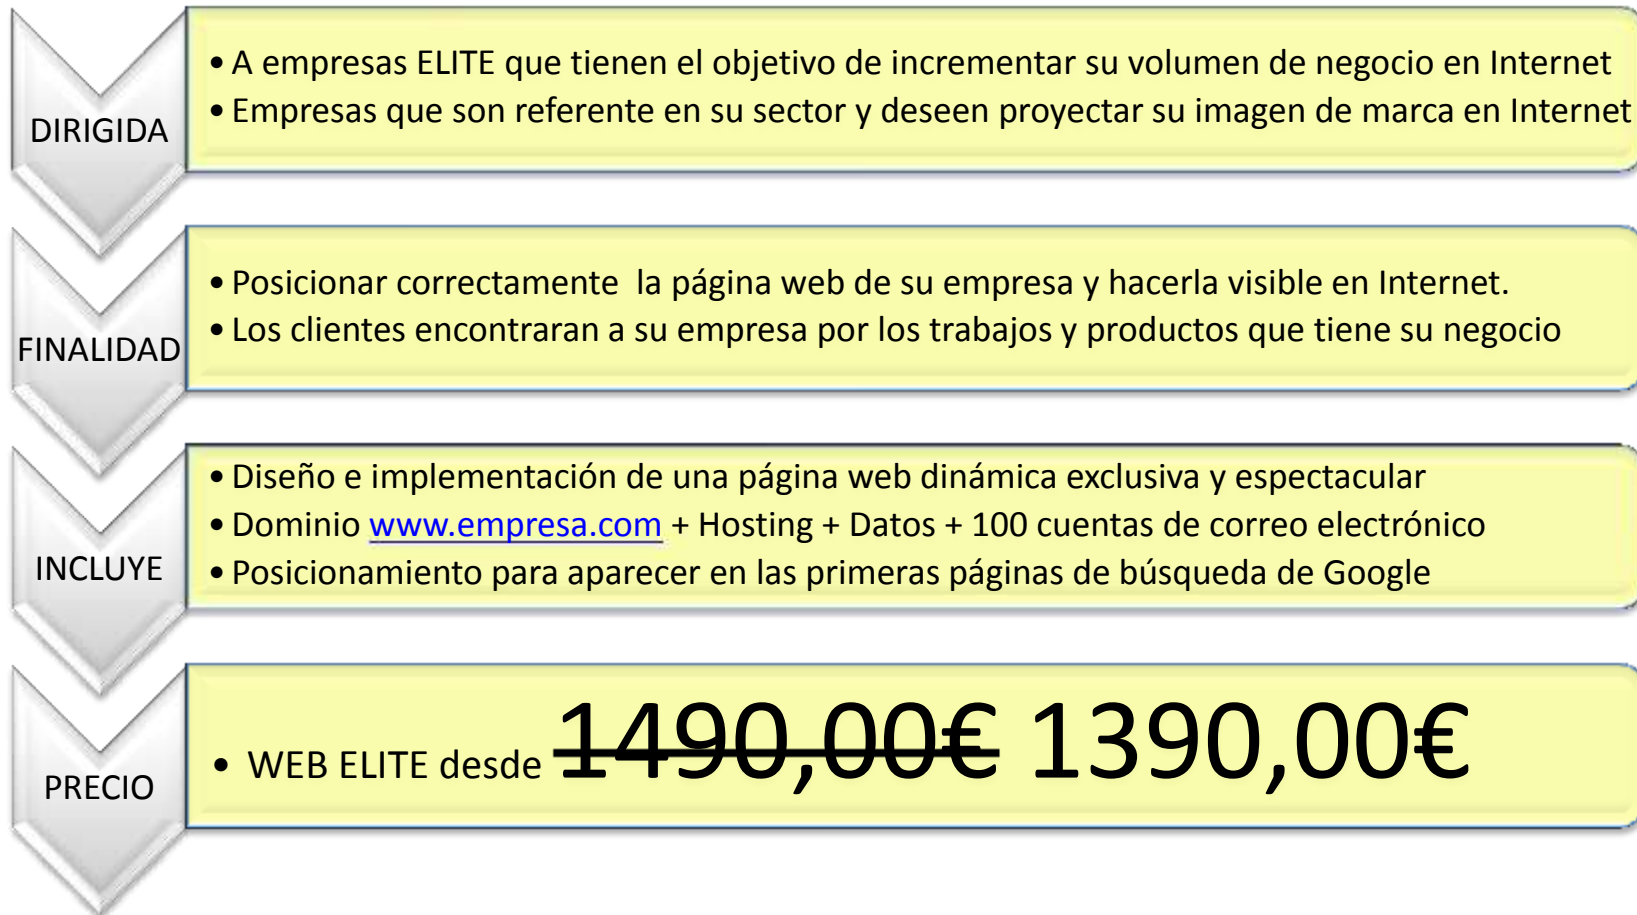 DIRIGIDA
• A empresas ELITE que tienen el objetivo de incrementar su volumen de negocio en Internet
• Empresas que son referente en su sector y deseen proyectar su imagen de marca en Internet
FINALIDAD
• Posicionar correctamente  la página web de su empresa y hacerla visible en Internet.
• Los clientes encontraran a su empresa por los trabajos y productos que tiene su negocio
INCLUYE
• Diseño e implementación de una página web dinámica exclusiva y espectacular
• Dominio www.empresa.com + Hosting + Datos + 100 cuentas de correo electrónico
• Posicionamiento para aparecer en las primeras páginas de búsqueda de Google
PRECIO
• WEB ELITE desde 1490,00€ 1390,00€